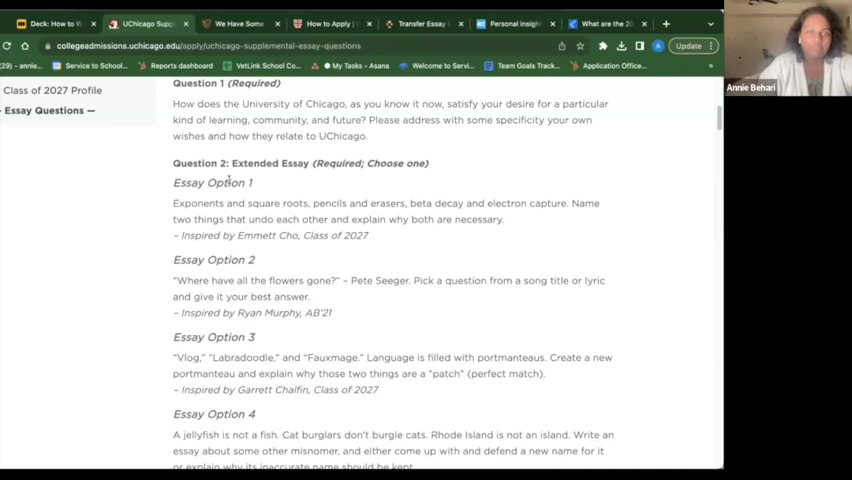 Deck: How to W
UChicago Supp
We Have Some
How to Apply |
Transfer Essay
Personal insigh
What are the 20
collegeadmissions.uchicago.edu/apply/uchicago-supplemental-essay-questions
A
Update
(29) - annie...
Service to School...
Reports dashboard
VetLink School Co...
My Tasks - Asana
Welcome to Servi...
Team Goals Track...
Application Office...
Class of 2027 Profile
Essay Questions —
Question 1 (Required)
How does the University of Chicago, as you know it now, satisfy your desire for a particular
kind of learning, community, and future? Please address with some specificity your own
wishes and how they relate to UChicago.
Question 2: Extended Essay (Required; Choose one)
Essay Option 1
Exponents and square roots, pencils and erasers, beta decay and electron capture. Name
two things that undo each other and explain why both are necessary.
– Inspired by Emmett Cho, Class of 2027
Essay Option 2
“Where have all the flowers gone?” – Pete Seeger. Pick a question from a song title or lyric
and give it your best answer.
– Inspired by Ryan Murphy, AB’21
Essay Option 3
“Vlog,” “Labradoodle,” and “Fauxmage.” Language is filled with portmanteaus. Create a new
portmanteau and explain why those two things are a “patch” (perfect match).
– Inspired by Garrett Chalfin, Class of 2027
Essay Option 4
A jellyfish is not a fish. Cat burglars don’t burgle cats. Rhode Island is not an island. Write an
essay about some other misnomer, and either come up with and defend a new name for it
or explain why its inaccurate name should be kept.
Annie Behari